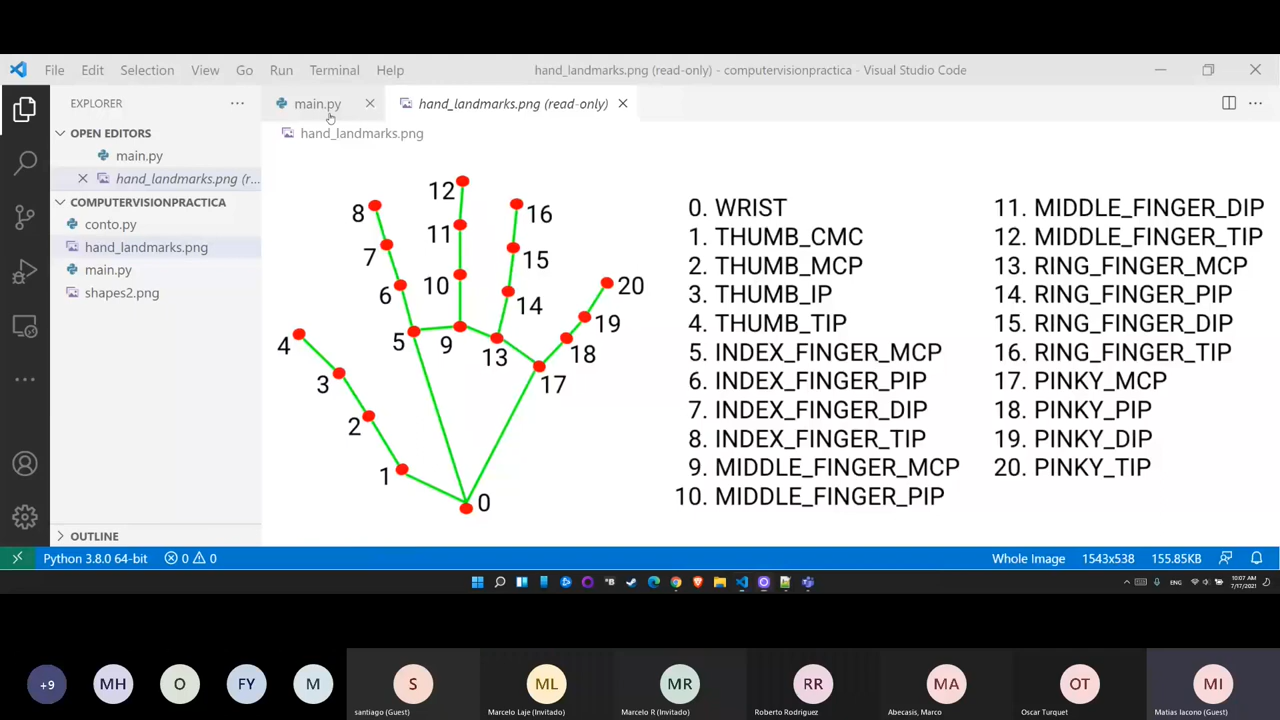 File Edit Selection View Go Run Terminal Help
hand_landmarks.png (read-only) - computervisionpractica - Visual Studio Code
EXPLORER
main.py
hand_landmarks.png (read-only)
OPEN EDITORS
hand_landmarks.png
main.py
hand_landmarks.png (r...
COMPUTERVISIONPRACTICA
conto.py
hand_landmarks.png
main.py
shapes2.png
OUTLINE
12
8
16
11
7
15
10
20
6
14
19
4
5
9
13
18
3
17
2
1
0
0. WRIST
1. THUMB_CMC
2. THUMB_MCP
3. THUMB_IP
4. THUMB_TIP
5. INDEX_FINGER_MCP
6. INDEX_FINGER_PIP
7. INDEX_FINGER_DIP
8. INDEX_FINGER_TIP
9. MIDDLE_FINGER_MCP
10. MIDDLE_FINGER_PIP
11. MIDDLE_FINGER_DIP
12. MIDDLE_FINGER_TIP
13. RING_FINGER_MCP
14. RING_FINGER_PIP
15. RING_FINGER_DIP
16. RING_FINGER_TIP
17. PINKY_MCP
18. PINKY_PIP
19. PINKY_DIP
20. PINKY_TIP
Python 3.8.0 64-bit 0 0
Whole Image 1543x538 155.85KB
ENG
10:07 AM
7/17/2021
+9 MH O FY M S ML MR RR MA OT MI
santiago (Guest) Marcelo Laje (Invitado) Marcelo R (Invitado) Roberto Rodriguez Abecasis, Marco Oscar Turquet Matias Iacono (Guest)